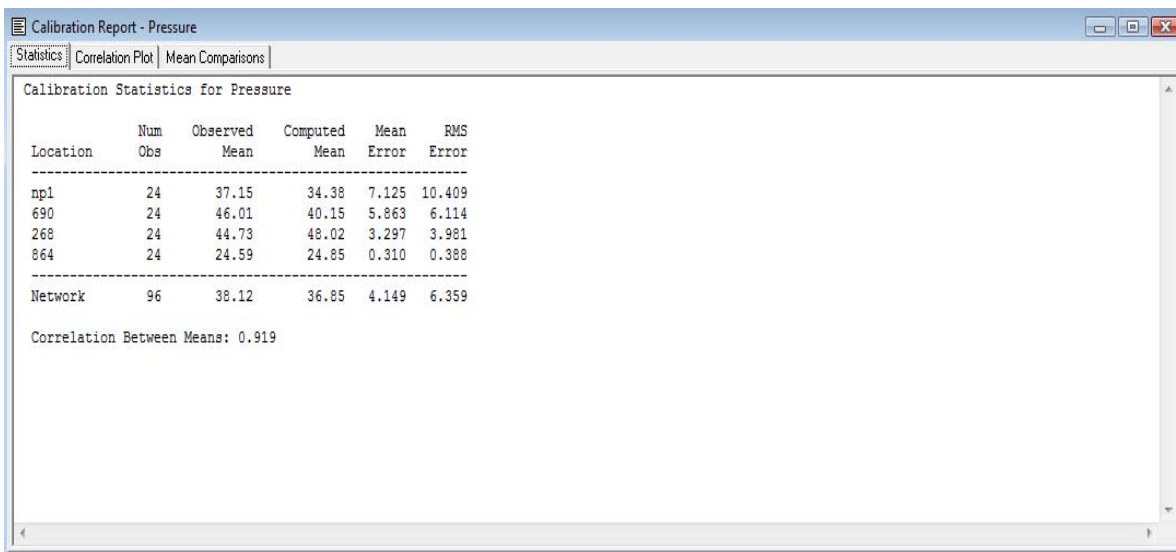 Calibration Report - Pressure
Statistics Correlation Plot Mean Comparisons
Calibration Statistics for Pressure
Num Observed Computed Mean RMS
Location Obs Mean Mean Error Error
---------------------------------------------------------
np1 24 37.15 34.38 7.125 10.409
690 24 46.01 40.15 5.863 6.114
268 24 44.73 48.02 3.297 3.981
864 24 24.59 24.85 0.310 0.388
---------------------------------------------------------
Network 96 38.12 36.85 4.149 6.359
Correlation Between Means: 0.919